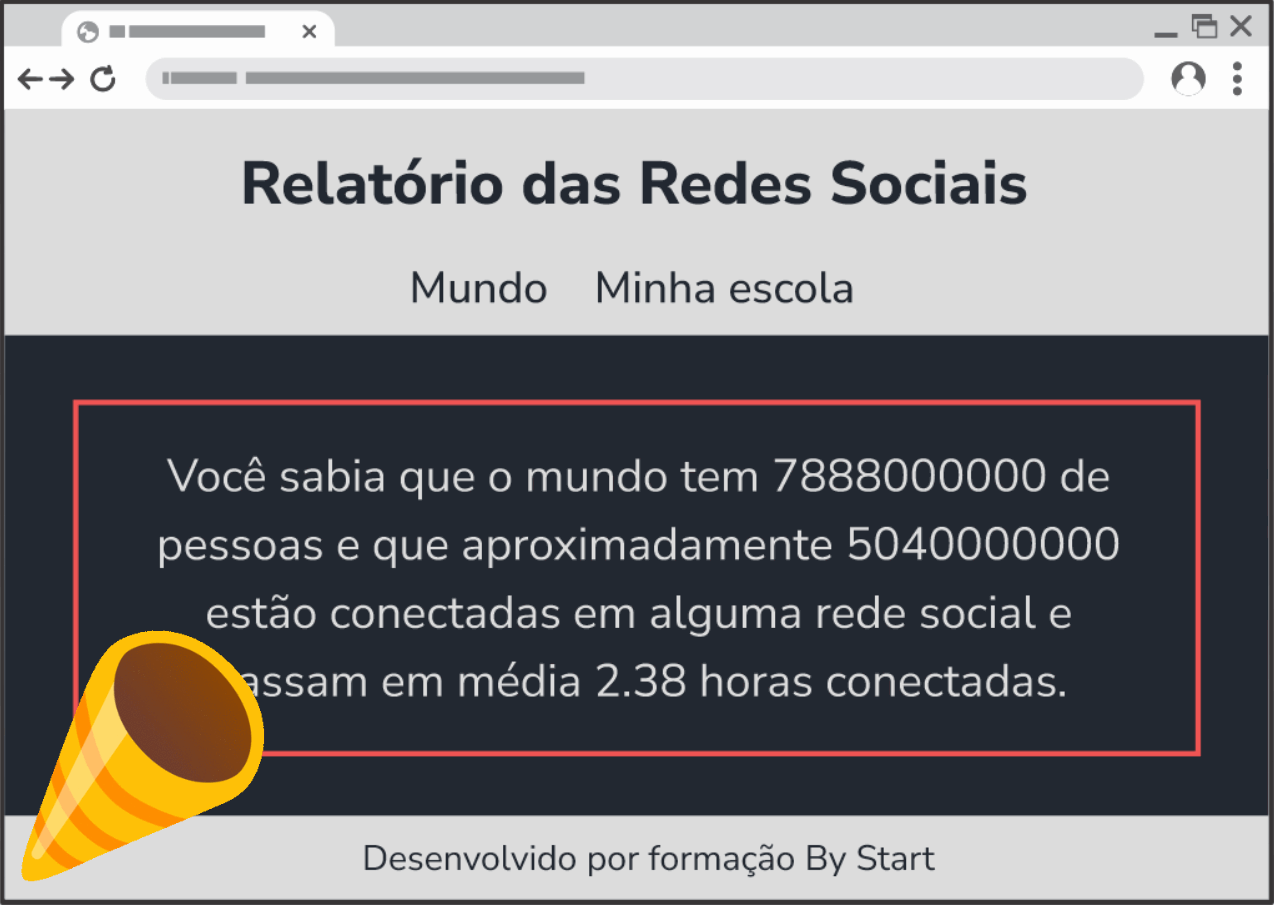 Relatório das Redes Sociais
Mundo Minha escola
Você sabia que o mundo tem 7888000000 de
pessoas e que aproximadamente 5040000000
estão conectadas em alguma rede social e
em média 2.38 horas conectadas.
Desenvolvido por formação By Start